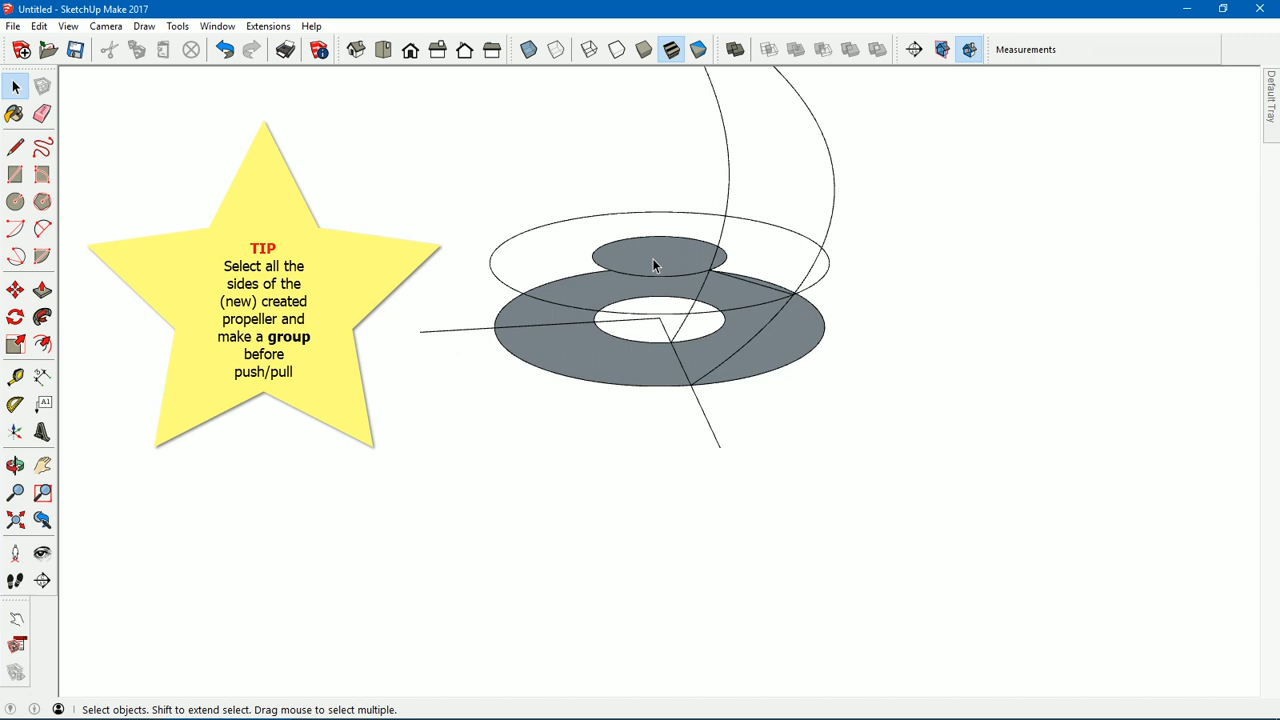 Untitled - SketchUp Make 2017
File Edit View Camera Draw Tools Window Extensions Help
Measurements
Default Tray
TIP
Select all the
sides of the
(new) created
propeller and
make a group
before
push/pull
A1
Select objects. Shift to extend select. Drag mouse to select multiple.